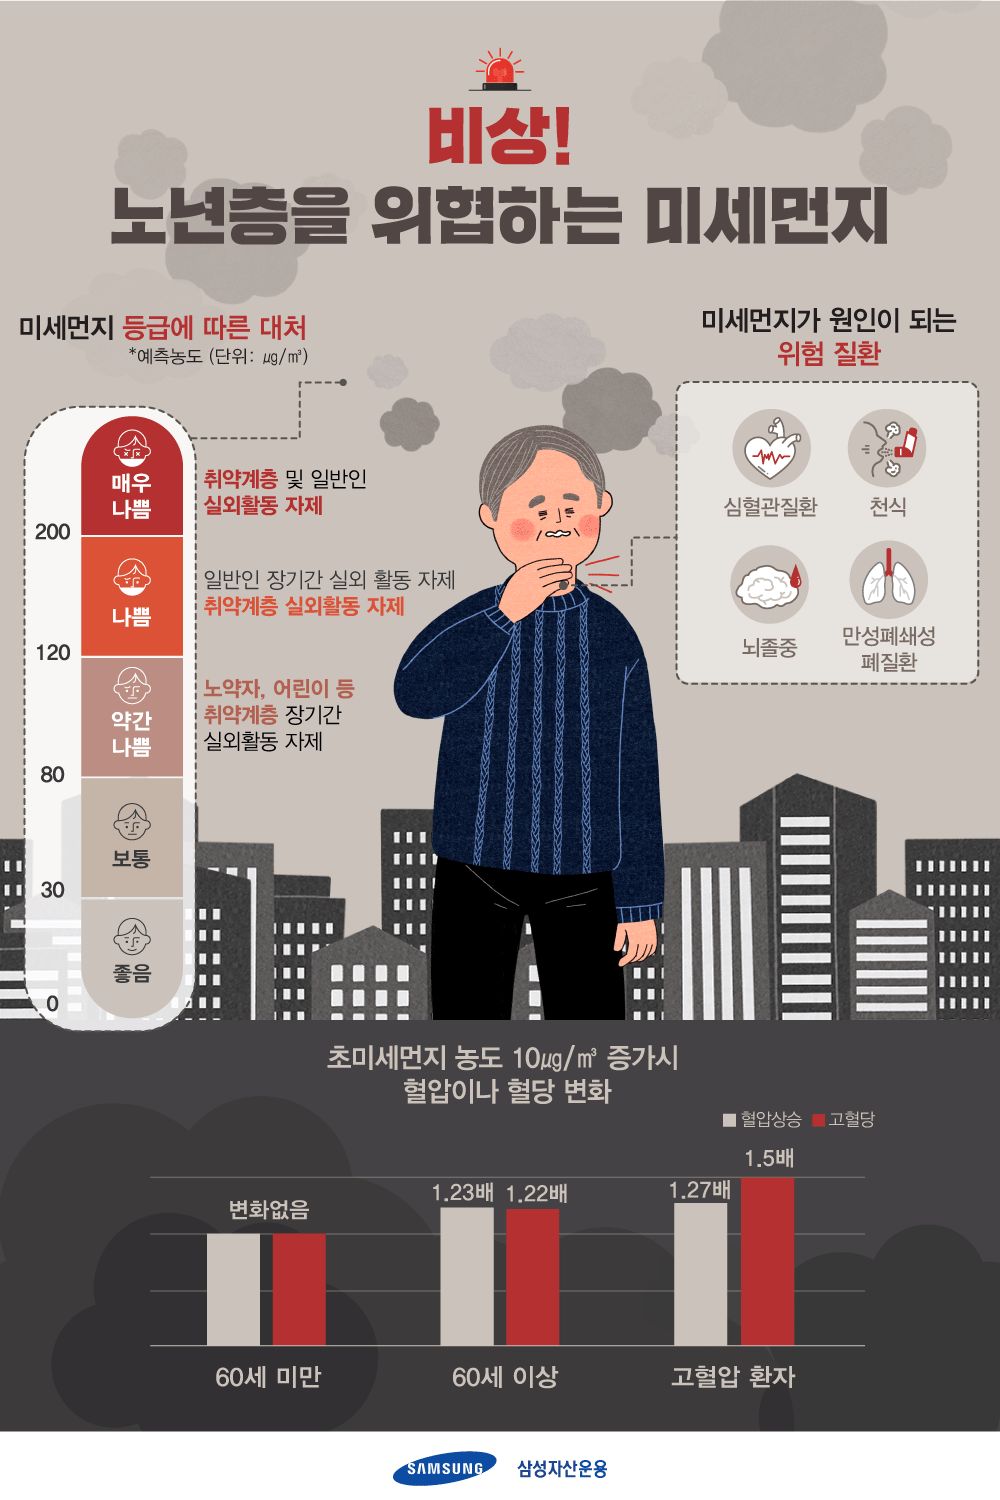 비상!
노년층을 위협하는 미세먼지
미세먼지 등급에 따른 대처
*예측농도 (단위: ㎍/㎥)
매우
나쁨
200
나쁨
120
약간
나쁨
80
보통
30
좋음
0
취약계층 및 일반인
실외활동 자제
일반인 장기간 실외 활동 자제
취약계층 실외활동 자제
노약자, 어린이 등
취약계층 장기간
실외활동 자제
미세먼지가 원인이 되는
위험 질환
심혈관질환
천식
뇌졸중
만성폐쇄성
폐질환
초미세먼지 농도 10㎍/㎥ 증가시
혈압이나 혈당 변화
혈압상승 고혈당
변화없음
1.23배 1.22배
1.27배
1.5배
60세 미만
60세 이상
고혈압 환자
SAMSUNG 삼성자산운용